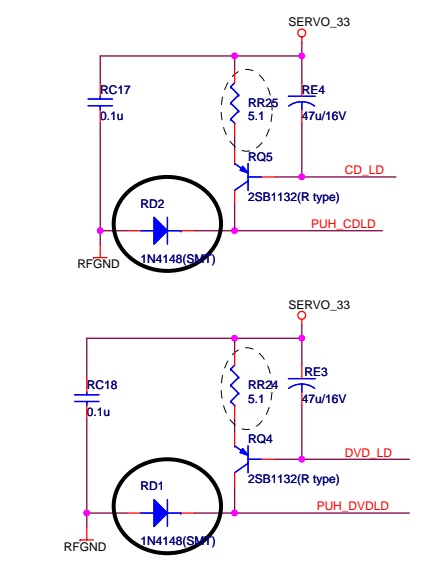 SERVO_33
RC17
0.1u
RR25
5.1
RE4
47u/16V
RQ5
CD_LD
2SB1132(R type)
RD2
PUH_CDLD
1N4148(SMT)
RFGND
SERVO_33
RC18
0.1u
RR24
5.1
RE3
47u/16V
RQ4
DVD_LD
2SB1132(R type)
RD1
PUH_DVDLD
1N4148(SMT)
RFGND